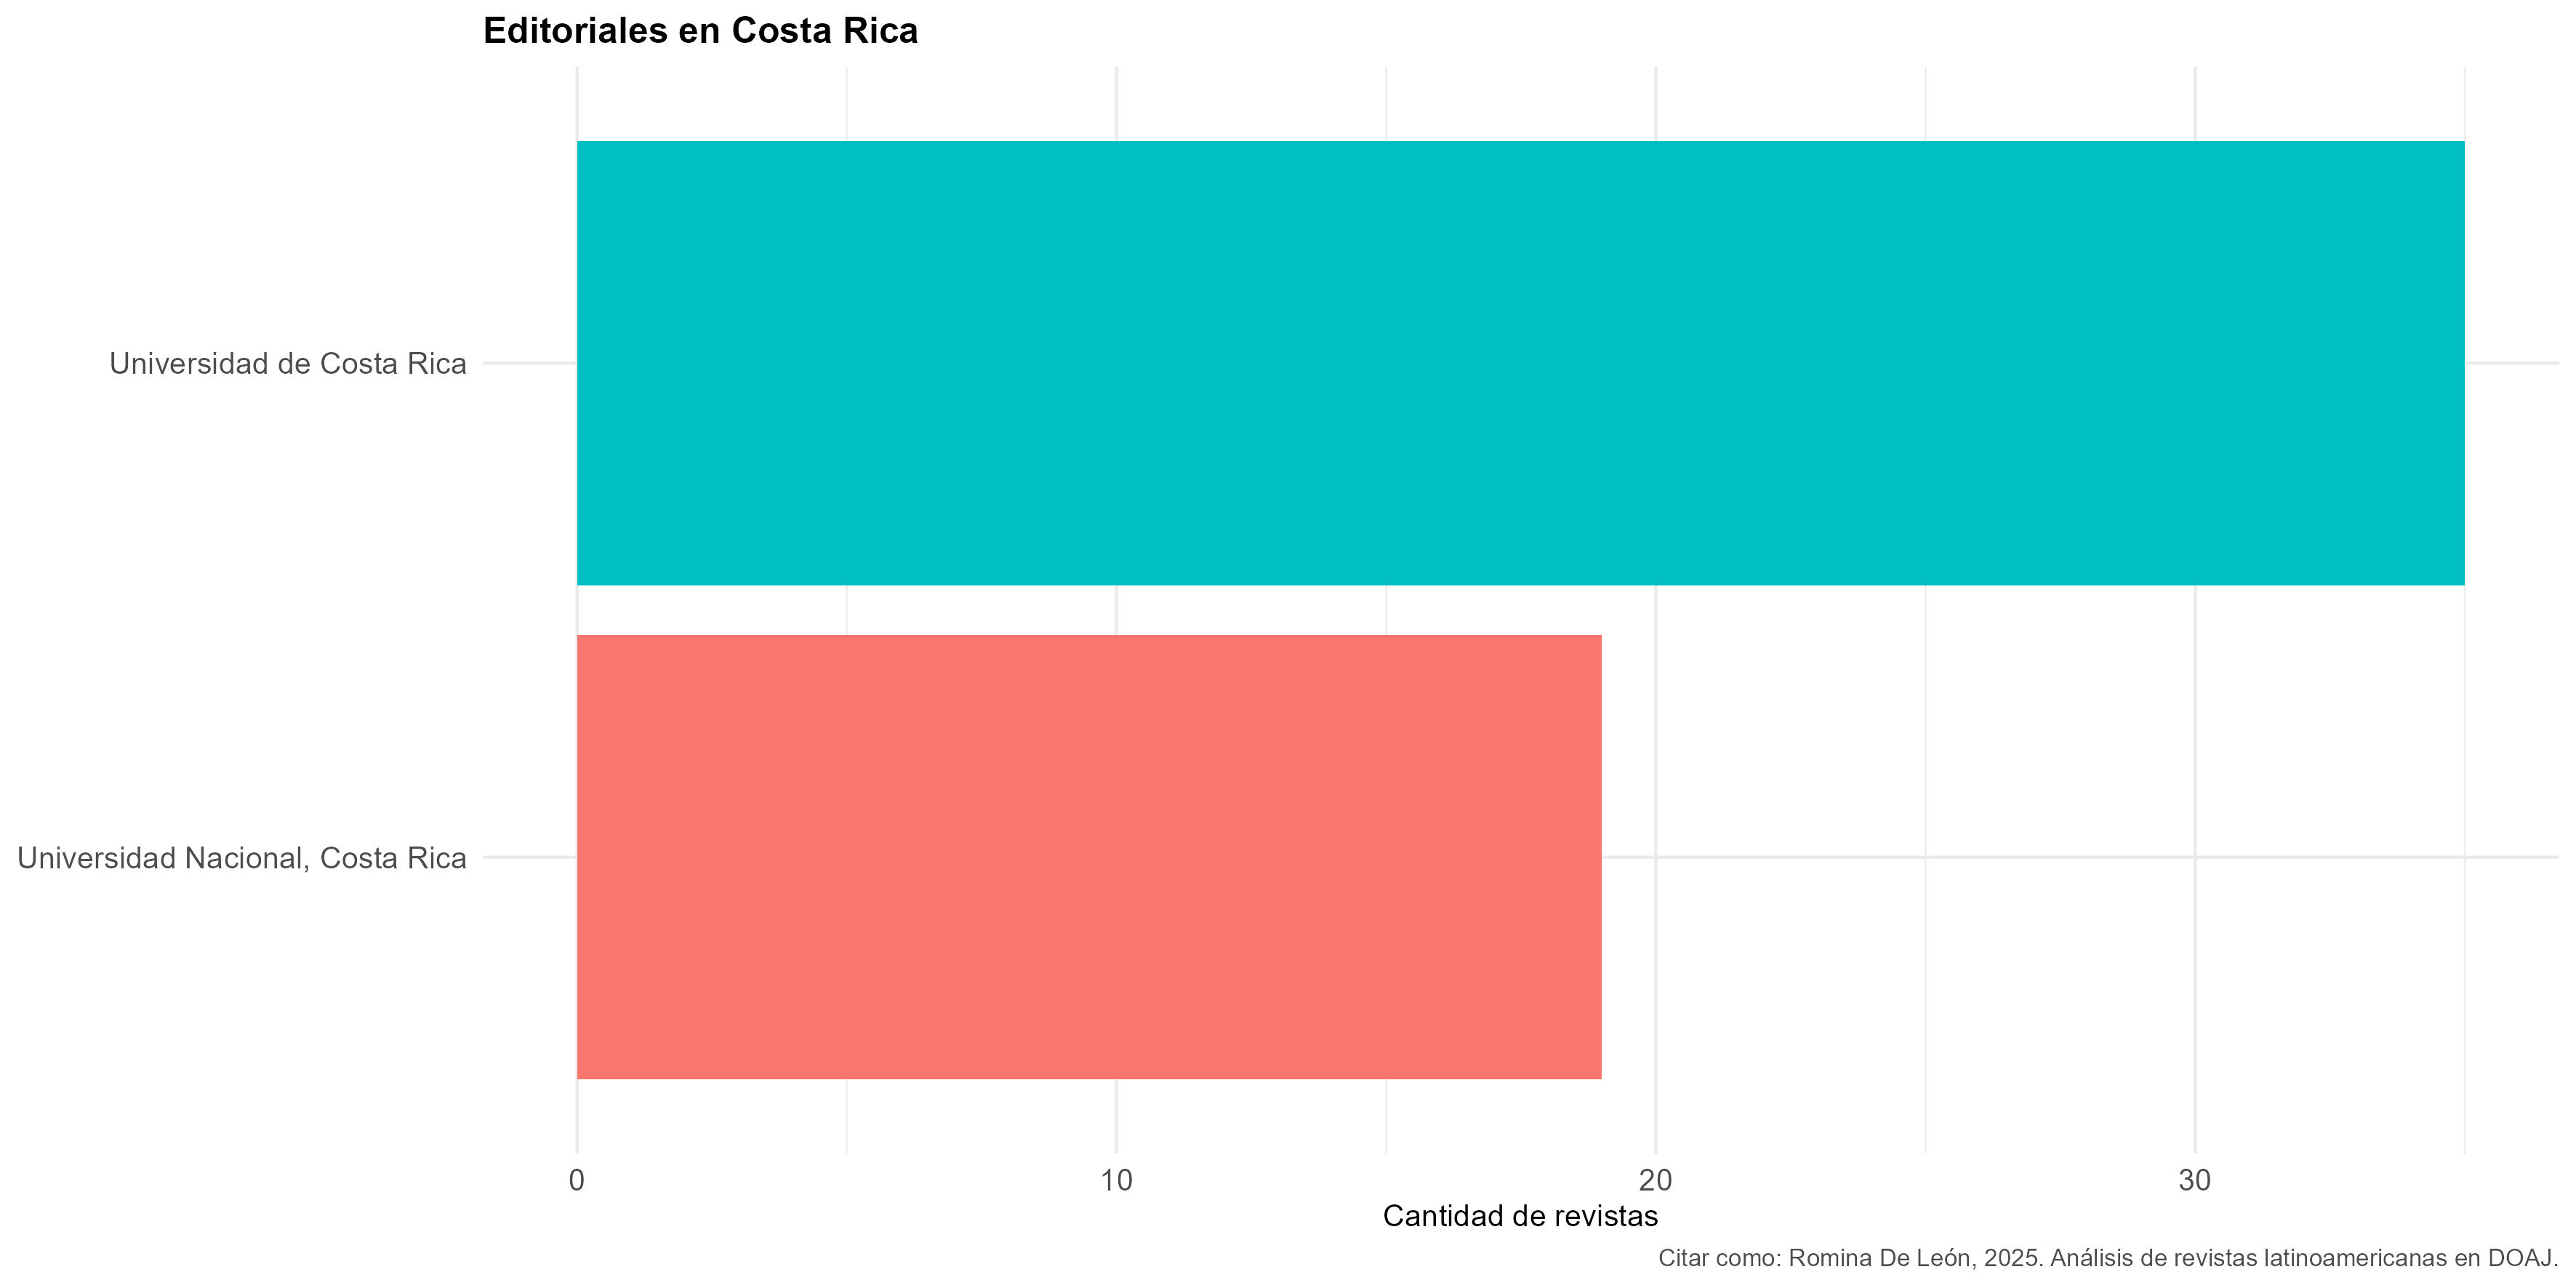 Editoriales en Costa Rica
Universidad de Costa Rica
Universidad Nacional, Costa Rica
0 10 20 30
Cantidad de revistas
Citar como: Romina De León, 2025. Análisis de revistas latinoamericanas en DOAJ.